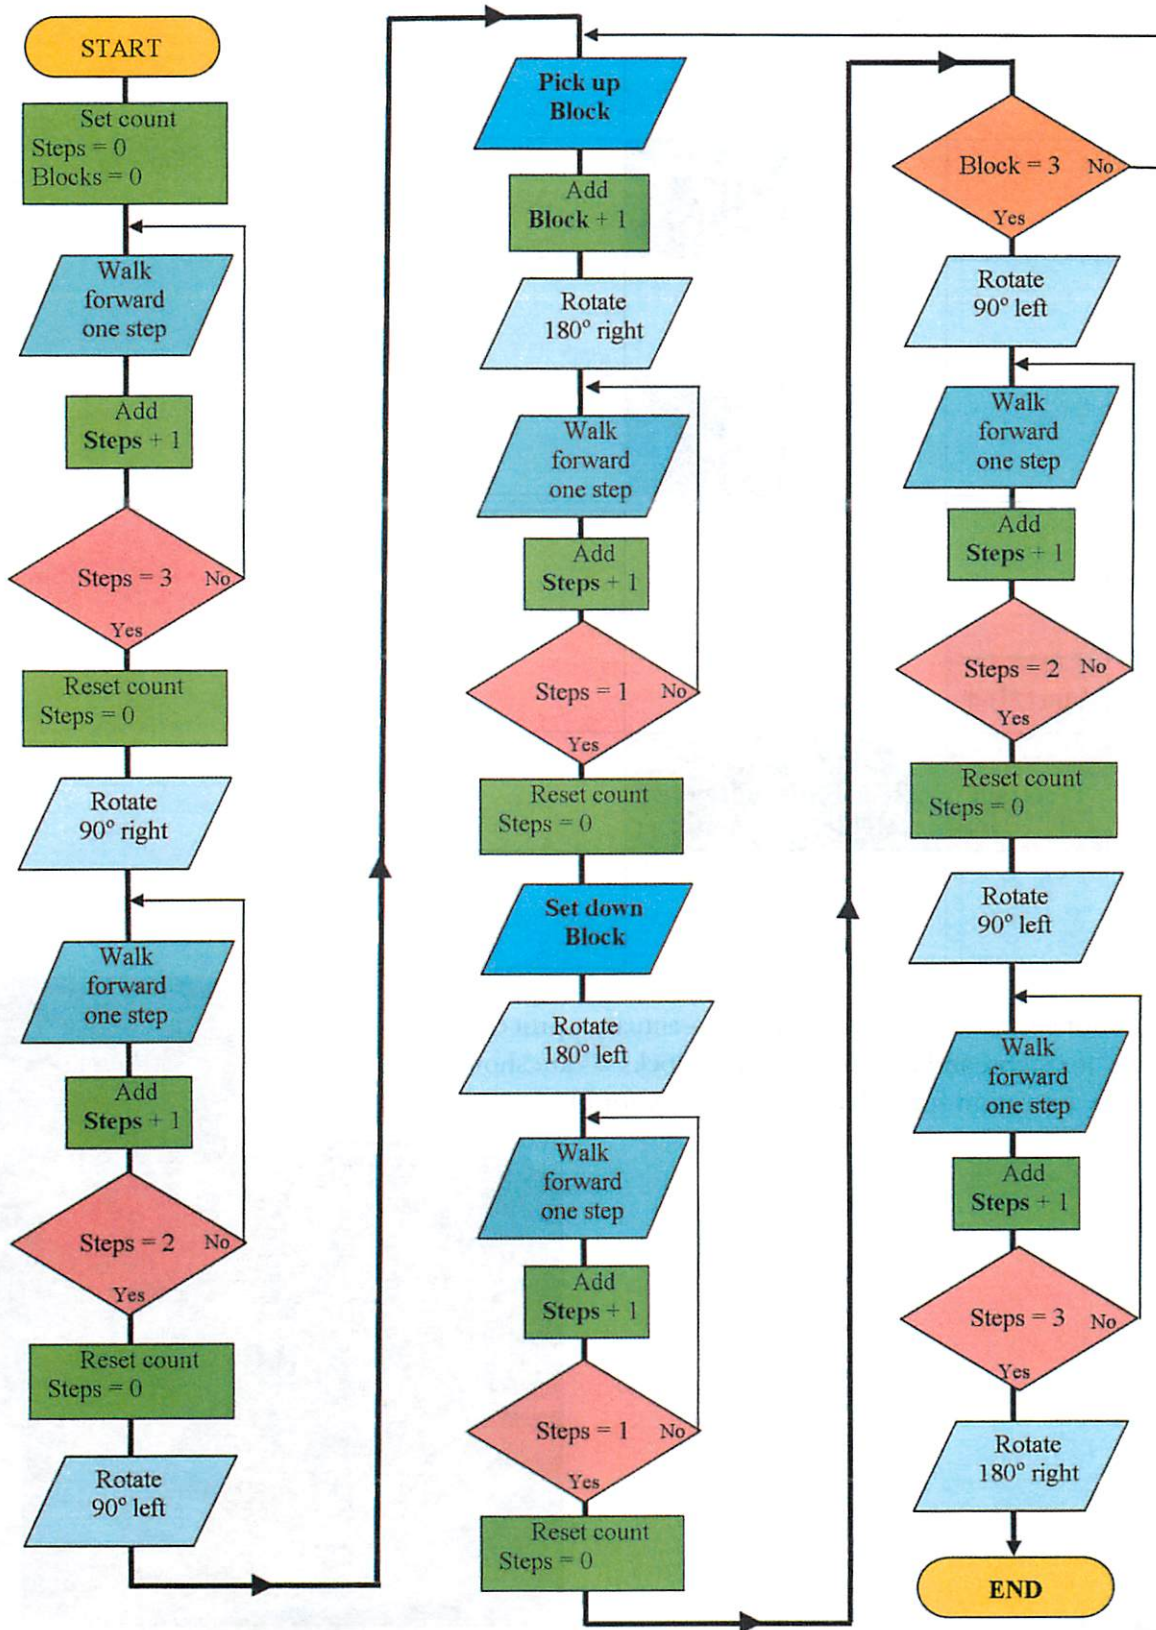 START
Set count
Steps = 0
Blocks = 0
Walk
forward
one step
Add
Steps + 1
Steps = 3
No
Yes
Reset count
Steps = 0
Rotate
90° right
Walk
forward
one step
Add
Steps + 1
Steps = 2
No
Yes
Reset count
Steps = 0
Rotate
90° left
Pick up
Block
Add
Block + 1
Rotate
180° right
Walk
forward
one step
Add
Steps + 1
Steps = 1
No
Yes
Reset count
Steps = 0
Set down
Block
Rotate
180° left
Walk
forward
one step
Add
Steps + 1
Steps = 1
No
Yes
Reset count
Steps = 0
Block = 3
No
Yes
Rotate
90° left
Walk
forward
one step
Add
Steps + 1
Steps = 2
No
Yes
Reset count
Steps = 0
Rotate
90° left
Walk
forward
one step
Add
Steps + 1
Steps = 3
No
Yes
Rotate
180° right
END